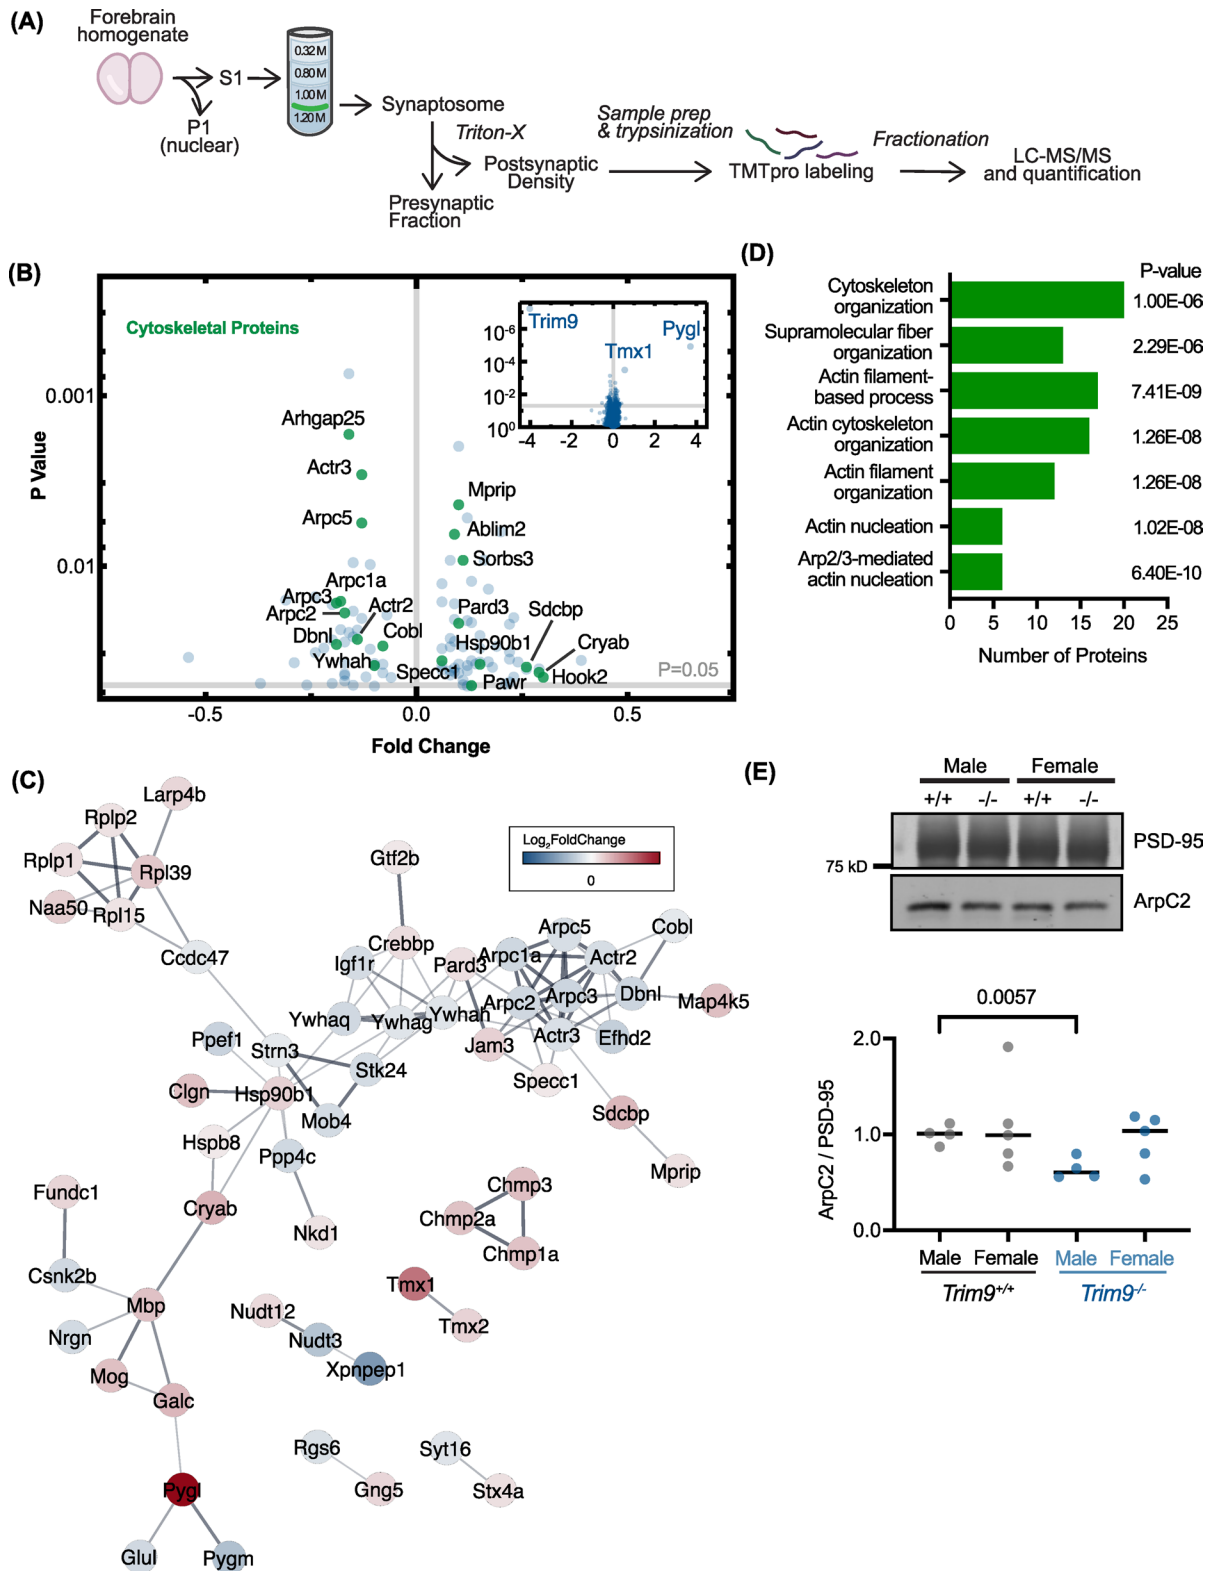 (A)
Forebrain
homogenate
S1
P1
(nuclear)
0.32 M
0.80 M
1.00 M
1.20 M
Synaptosome
Triton-X
Postsynaptic
Density
Presynaptic
Fraction
Sample prep
& trypsinization
TMTpro labeling
Fractionation
LC-MS/MS
and quantification
(B)
Cytoskeletal Proteins
P Value
0.001
0.01
Arhgap25
Actr3
Arpc5
Arpc1a
Arpc3
Arpc2
Actr2
Dbnl
Cobl
Ywhah
Specc1
Mprip
Ablim2
Sorbs3
Pard3
Sdcbp
Hsp90b1
Cryab
Pawr
Hook2
P=0.05
-0.5
0.0
0.5
Fold Change
Trim9
Pygl
Tmx1
10-6
10-4
10-2
100
-4
-2
0
2
4
(D)
P-value
Cytoskeleton
organization
1.00E-06
Supramolecular fiber
organization
2.29E-06
Actin filament-
based process
7.41E-09
Actin cytoskeleton
organization
1.26E-08
Actin filament
organization
1.26E-08
Actin nucleation
1.02E-08
Arp2/3-mediated
actin nucleation
6.40E-10
0 5 10 15 20 25
Number of Proteins
(C)
Log2FoldChange
0
Larp4b
Rplp2
Rplp1
Rpl39
Naa50
Rpl15
Ccdc47
Gtf2b
Crebbp
Igf1r
Pard3
Arpc1a
Arpc5
Actr2
Cobl
Arpc2
Arpc3
Dbnl
Map4k5
Ywhaq
Ywhag
Ywhah
Actr3
Efhd2
Jam3
Ppef1
Strn3
Stk24
Specc1
Clgn
Hsp90b1
Mob4
Sdcbp
Hspb8
Ppp4c
Mprip
Fundc1
Cryab
Nkd1
Chmp3
Chmp2a
Chmp1a
Csnk2b
Mbp
Tmx1
Tmx2
Nrgn
Nudt12
Nudt3
Xpnpep1
Mog
Galc
Rgs6
Gng5
Syt16
Stx4a
Pygl
Glul
Pygm
(E)
Male
Female
+/+ -/- +/+ -/-
PSD-95
75 kD
ArpC2
0.0057
ArpC2 / PSD-95
2.0
1.0
0.0
Male Female Male Female
Trim9+/+
Trim9-/-